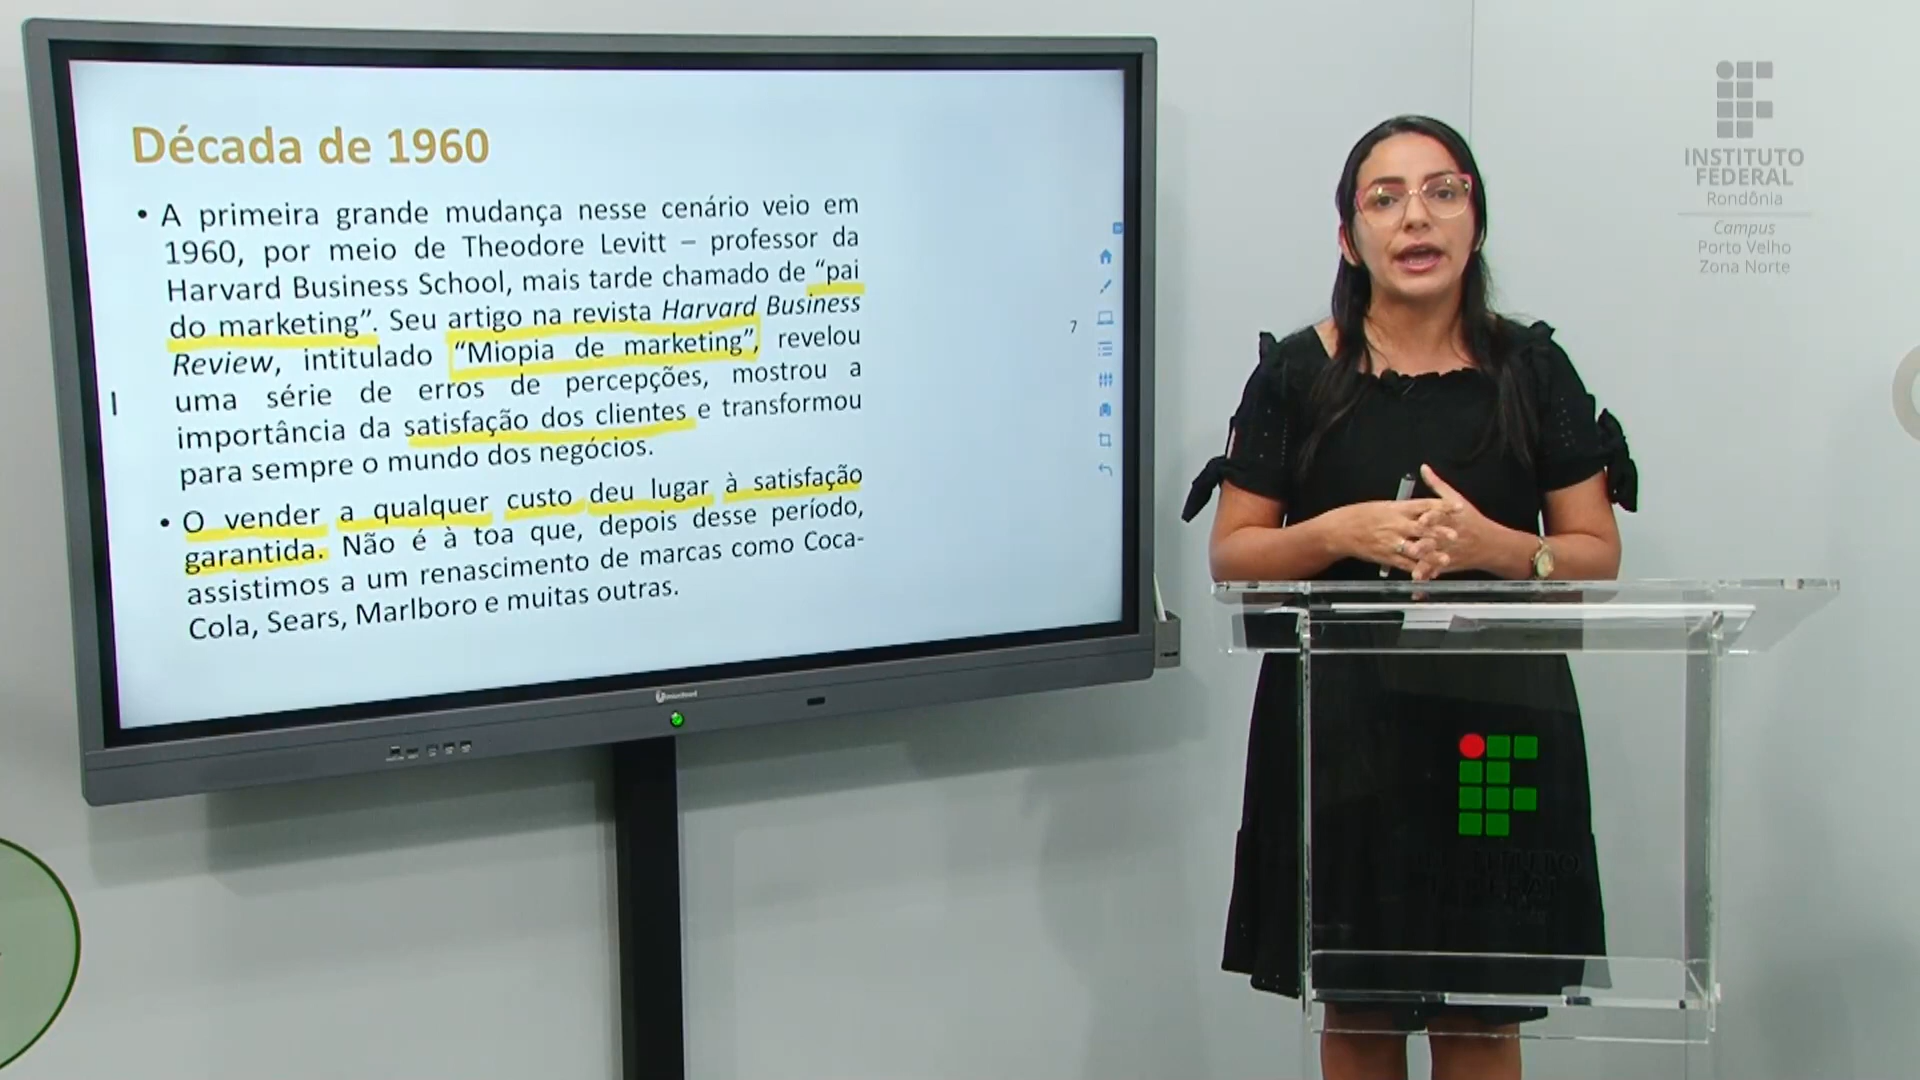 Década de 1960
• A primeira grande mudança nesse cenário veio em
1960, por meio de Theodore Levitt – professor da
Harvard Business School, mais tarde chamado de “pai
do marketing”. Seu artigo na revista Harvard Business
Review, intitulado “Miopia de marketing”, revelou
uma série de erros de percepções, mostrou a
importância da satisfação dos clientes e transformou
para sempre o mundo dos negócios.
• O vender a qualquer custo deu lugar à satisfação
garantida. Não é à toa que, depois desse período,
assistimos a um renascimento de marcas como Coca-
Cola, Sears, Marlboro e muitas outras.
7
INSTITUTO
FEDERAL
Rondônia
Campus
Porto Velho
Zona Norte